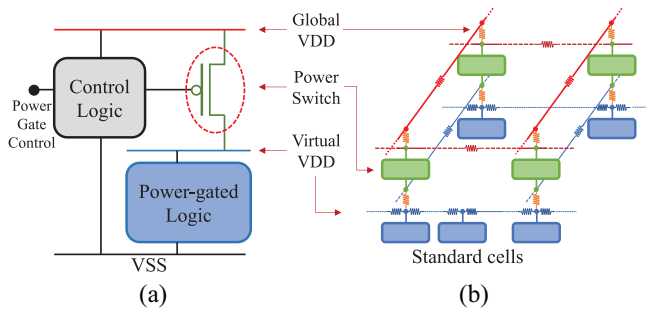 Global
VDD
Control
Logic
Power
Gate
Control
Power
Switch
Virtual
VDD
Power-gated
Logic
VSS
Standard cells
(a)
(b)